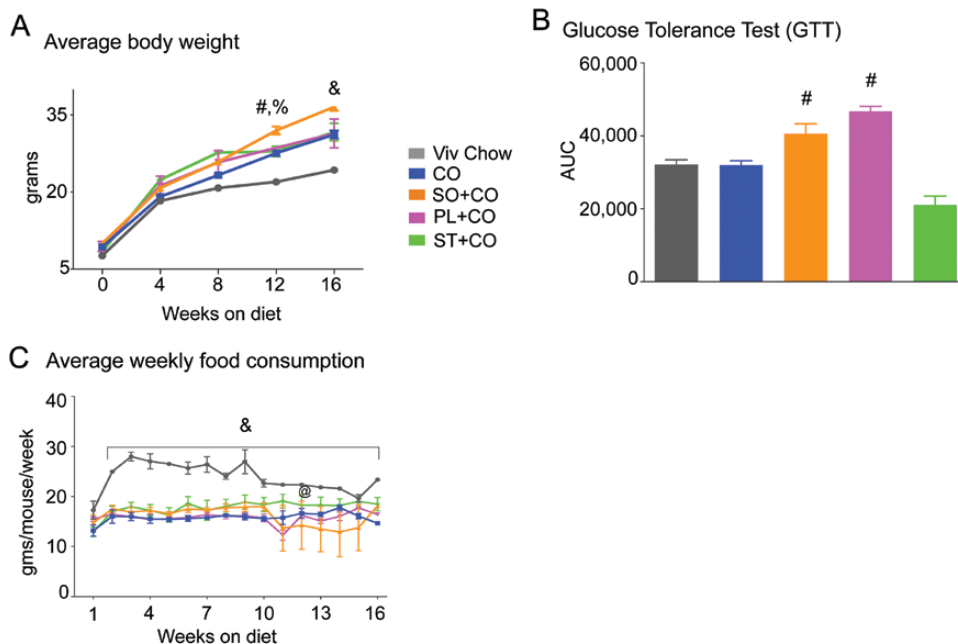 A Average body weight
grams
35
20
5
#,%
&
0 4 8 12 16
Weeks on diet
Viv Chow
CO
SO+CO
PL+CO
ST+CO
B Glucose Tolerance Test (GTT)
AUC
60,000
40,000
20,000
0
#
#
C Average weekly food consumption
gms/mouse/week
40
30
20
10
0
&
@
1 4 7 10 13 16
Weeks on diet